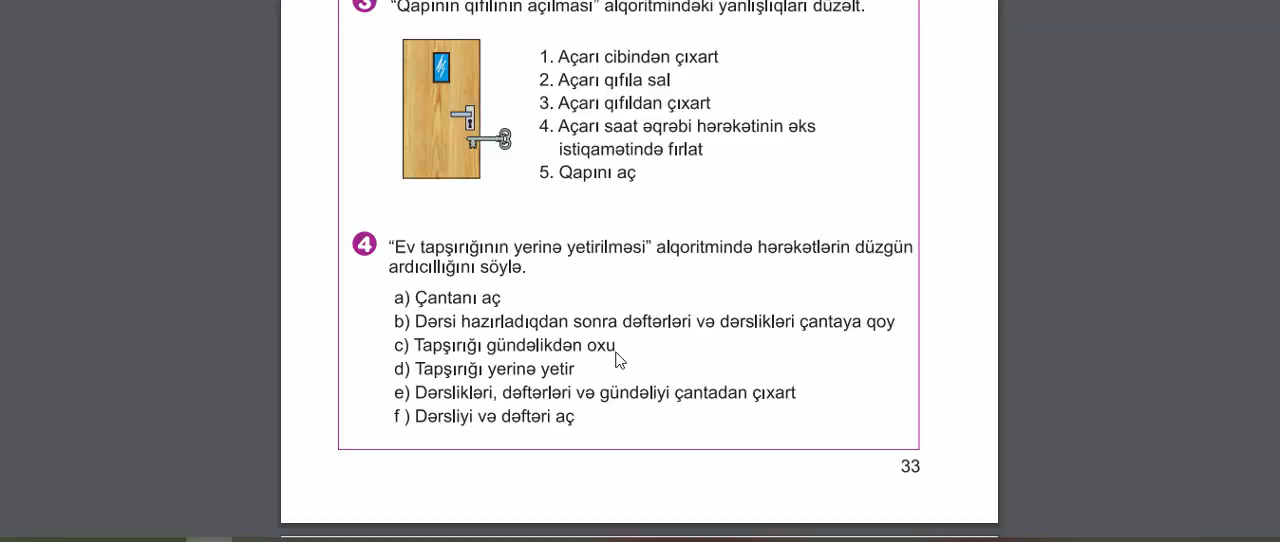 3 “Qapının qıfılının açılması” alqoritmindəki yanlışlıqları düzəlt.
1. Açarı cibindən çıxart
2. Açarı qıfıla sal
3. Açarı qıfıldan çıxart
4. Açarı saat əqrəbi hərəkətinin əks
istiqamətində fırlat
5. Qapını aç
4 “Ev tapşırığının yerinə yetirilməsi” alqoritmində hərəkətlərin düzgün
ardıcıllığını söylə.
a) Çantanı aç
b) Dərsi hazırladıqdan sonra dəftərləri və dərslikləri çantaya qoy
c) Tapşırığı gündəlikdən oxu
d) Tapşırığı yerinə yetir
e) Dərslikləri, dəftərləri və gündəliyi çantadan çıxart
f ) Dərsliyi və dəftəri aç
33